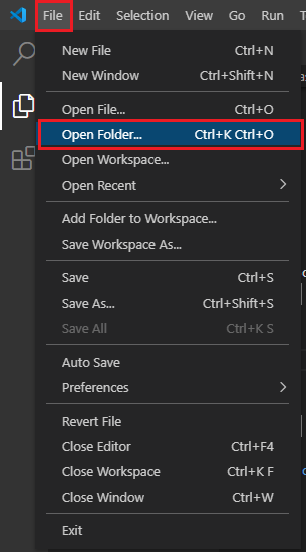 File Edit Selection View Go Run T
New File Ctrl+N
New Window Ctrl+Shift+N
Open File... Ctrl+O
Open Folder... Ctrl+K Ctrl+O
Open Workspace...
Open Recent
Add Folder to Workspace...
Save Workspace As...
Save Ctrl+S
Save As... Ctrl+Shift+S
Save All Ctrl+K S
Auto Save
Preferences
Revert File
Close Editor Ctrl+F4
Close Workspace Ctrl+K F
Close Window Ctrl+W
Exit